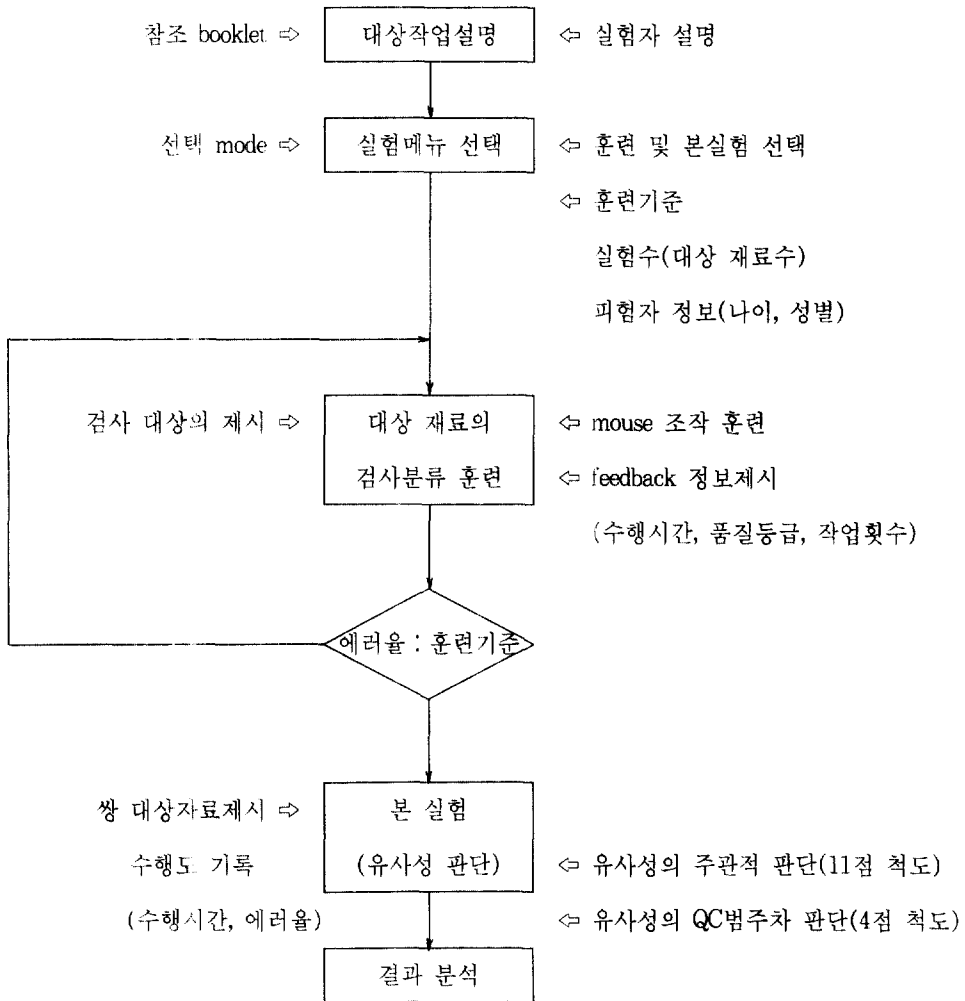 참조 booklet ⇨ 대상작업설명 ⇦ 실험자 설명
선택 mode ⇨ 실험메뉴 선택 ⇦ 훈련 및 본실험 선택
⇦ 훈련기준
실험수(대상 재료수)
피험자 정보(나이, 성별)
검사 대상의 제시 ⇨ 대상 재료의 ⇦ mouse 조작 훈련
검사분류 훈련 ⇦ feedback 정보제시
(수행시간, 품질등급, 작업횟수)
에러율 : 훈련기준
쌍 대상자료제시 ⇨ 본 실험
수행도 기록 (유사성 판단) ⇦ 유사성의 주관적 판단(11점 척도)
(수행시간, 에러율) ⇦ 유사성의 QC범주차 판단(4점 척도)
결과 분석